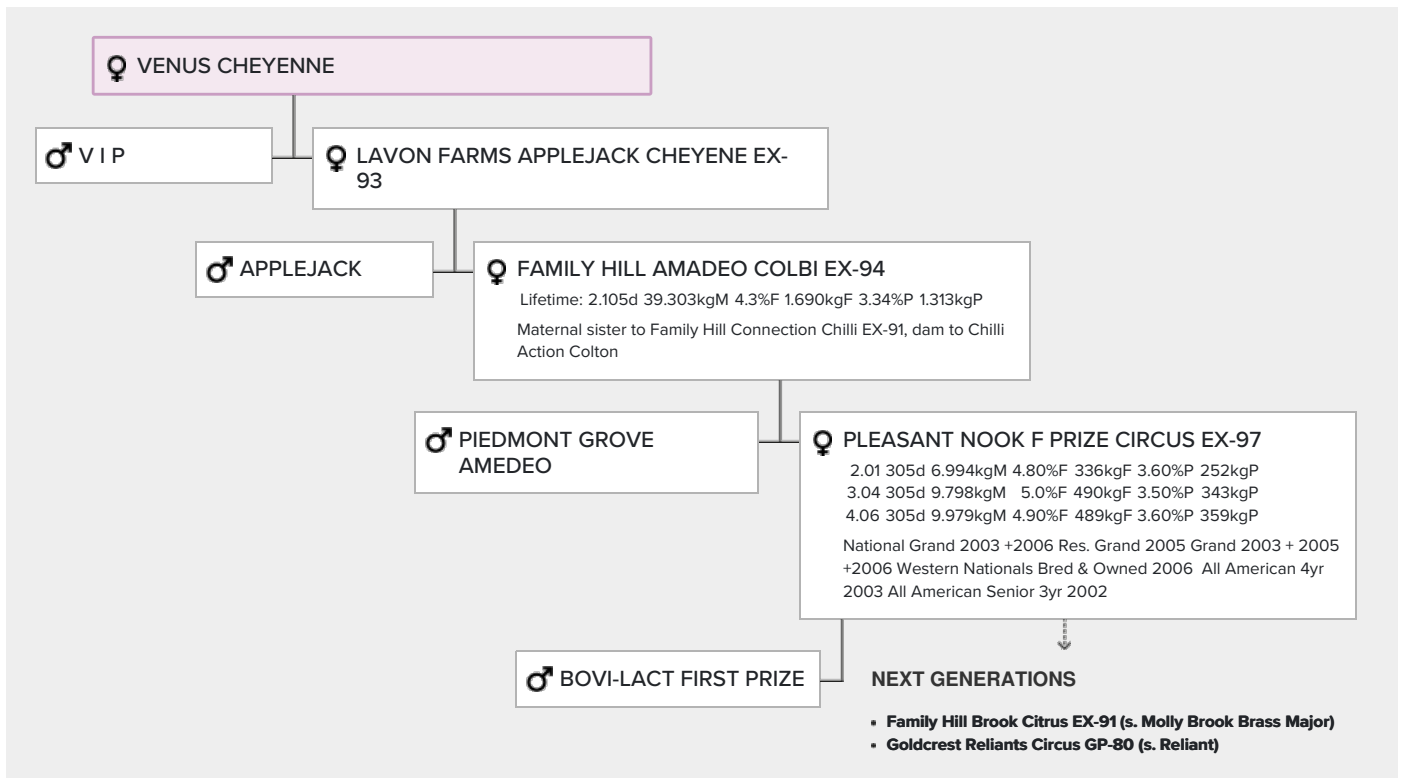 VENUS CHEYENNE
V I P
LAVON FARMS APPLEJACK CHEYENE EX-
93
APPLEJACK
FAMILY HILL AMADEO COLBI EX-94
Lifetime: 2.105d 39.303kgM 4.3%F 1.690kgF 3.34%P 1.313kgP
Maternal sister to Family Hill Connection Chilli EX-91, dam to Chilli
Action Colton
PIEDMONT GROVE
AMEDEO
PLEASANT NOOK F PRIZE CIRCUS EX-97
2.01 305d 6.994kgM 4.80%F 336kgF 3.60%P 252kgP
3.04 305d 9.798kgM 5.0%F 490kgF 3.50%P 343kgP
4.06 305d 9.979kgM 4.90%F 489kgF 3.60%P 359kgP
National Grand 2003 +2006 Res. Grand 2005 Grand 2003 + 2005
+2006 Western Nationals Bred & Owned 2006 All American 4yr
2003 All American Senior 3yr 2002
BOVI-LACT FIRST PRIZE
NEXT GENERATIONS
• Family Hill Brook Citrus EX-91 (s. Molly Brook Brass Major)
• Goldcrest Reliants Circus GP-80 (s. Reliant)